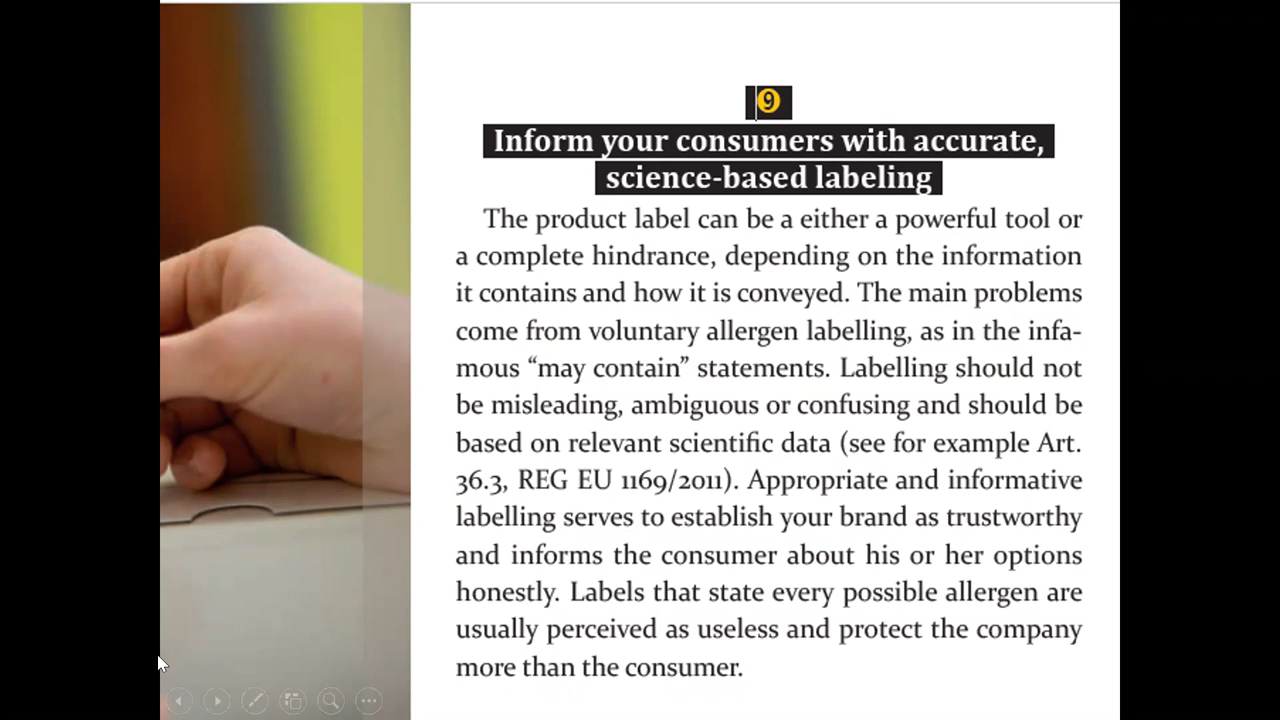 9
Inform your consumers with accurate,
science-based labeling
The product label can be a either a powerful tool or
a complete hindrance, depending on the information
it contains and how it is conveyed. The main problems
come from voluntary allergen labelling, as in the infa-
mous “may contain” statements. Labelling should not
be misleading, ambiguous or confusing and should be
based on relevant scientific data (see for example Art.
36.3, REG EU 1169/2011). Appropriate and informative
labelling serves to establish your brand as trustworthy
and informs the consumer about his or her options
honestly. Labels that state every possible allergen are
usually perceived as useless and protect the company
more than the consumer.